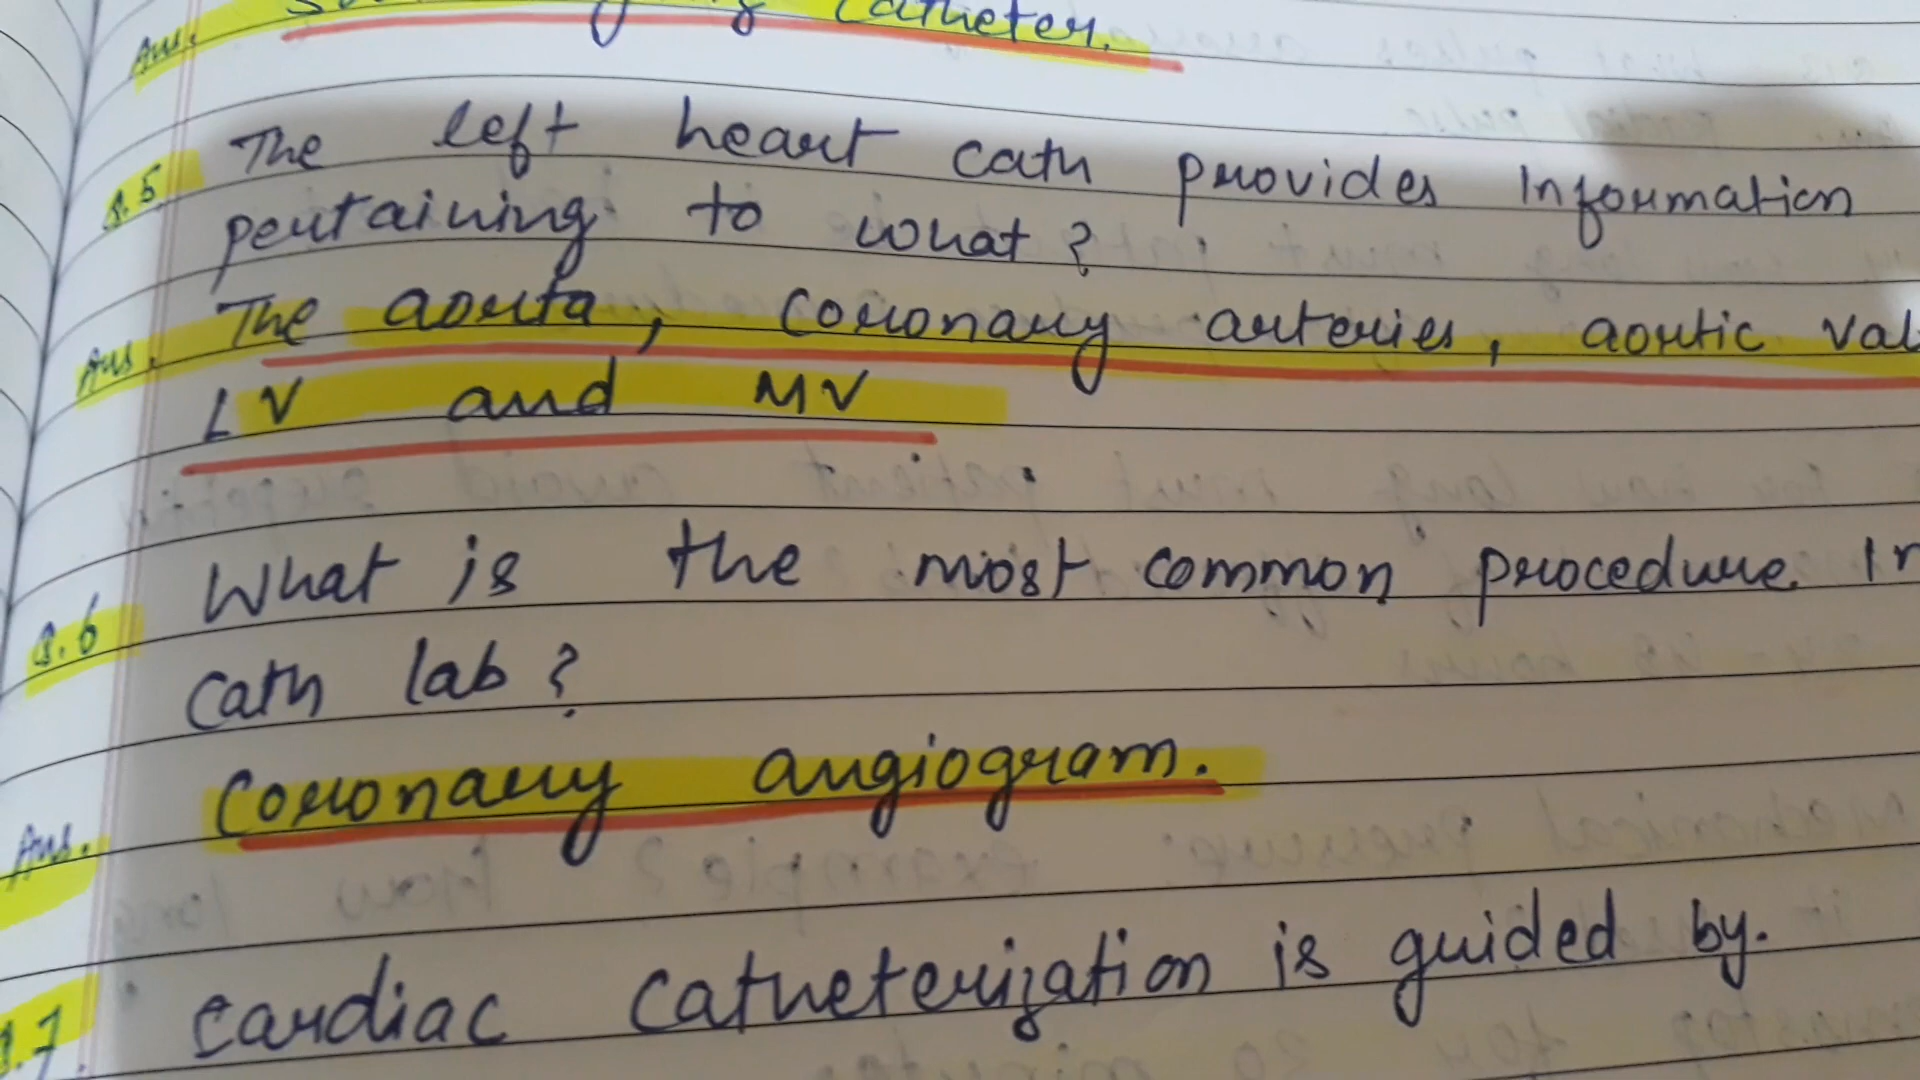 Ans. Catheter.
Q.5 The left heart cath provides Information
pertaining to what?
Ans. The aorta, Coronary arteries, aortic Val
LV and MV
Q.6 What is the most common procedure. In
Cath lab?
Ans. Coronary angiogram.
Q.7 Cardiac Catheterization is guided by.